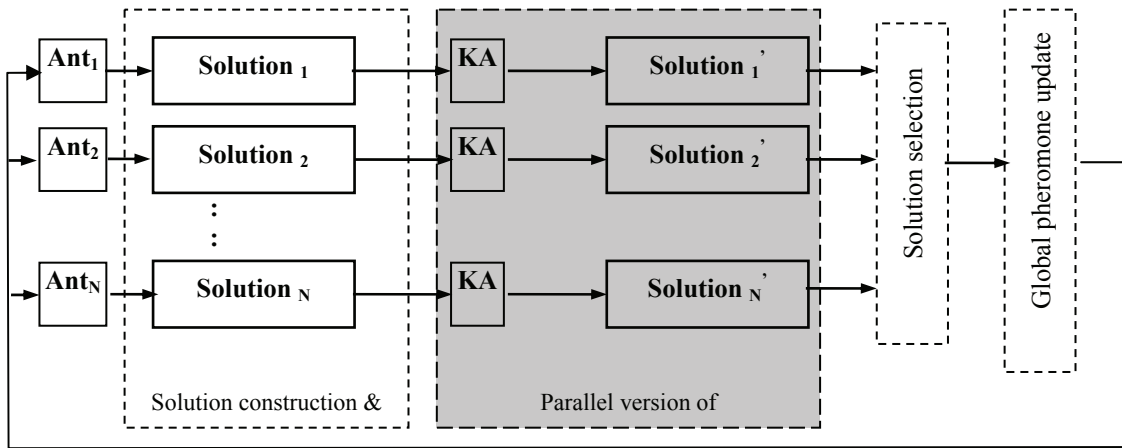 Ant₁ Solution ₁ KA Solution ₁’
Ant₂ Solution ₂ KA Solution ₂’
: :
Antₙ Solution ₙ KA Solution ₙ’
Solution construction &
Parallel version of
Solution selection
Global pheromone update